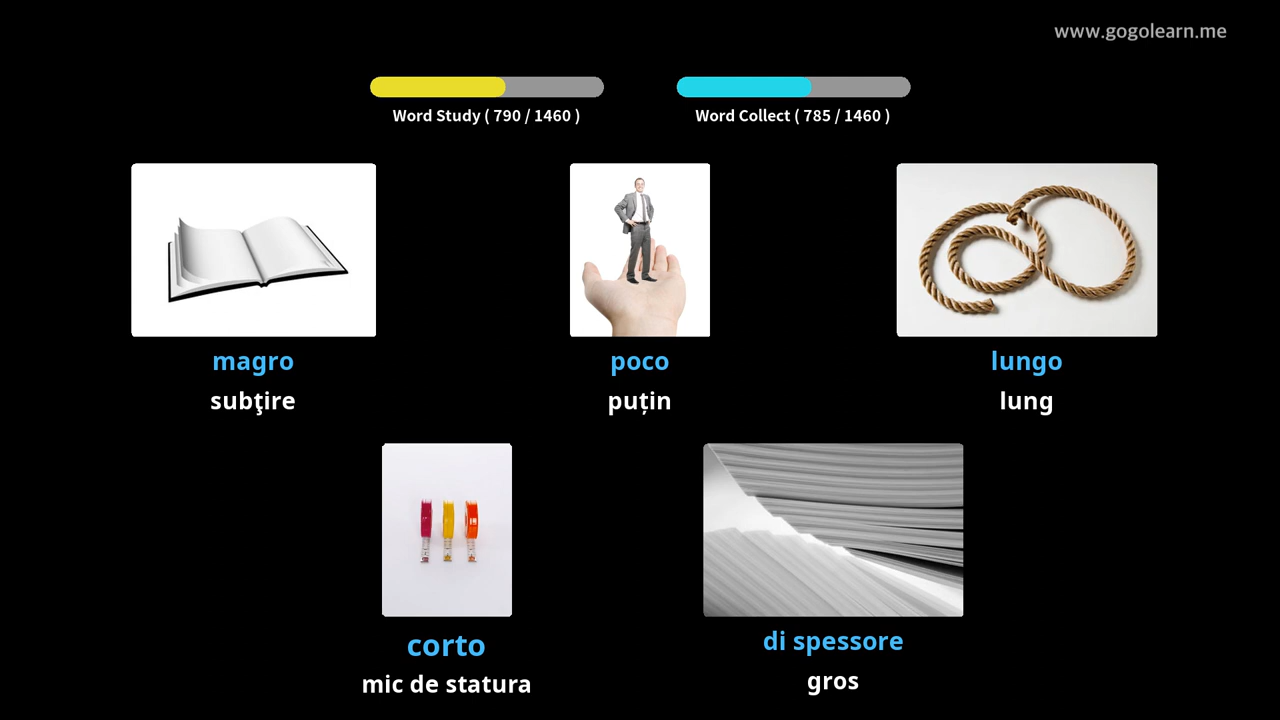 www.gogolearn.me
Word Study ( 790 / 1460 )
Word Collect ( 785 / 1460 )
magro
subţire
poco
puțin
lungo
lung
corto
mic de statura
di spessore
gros